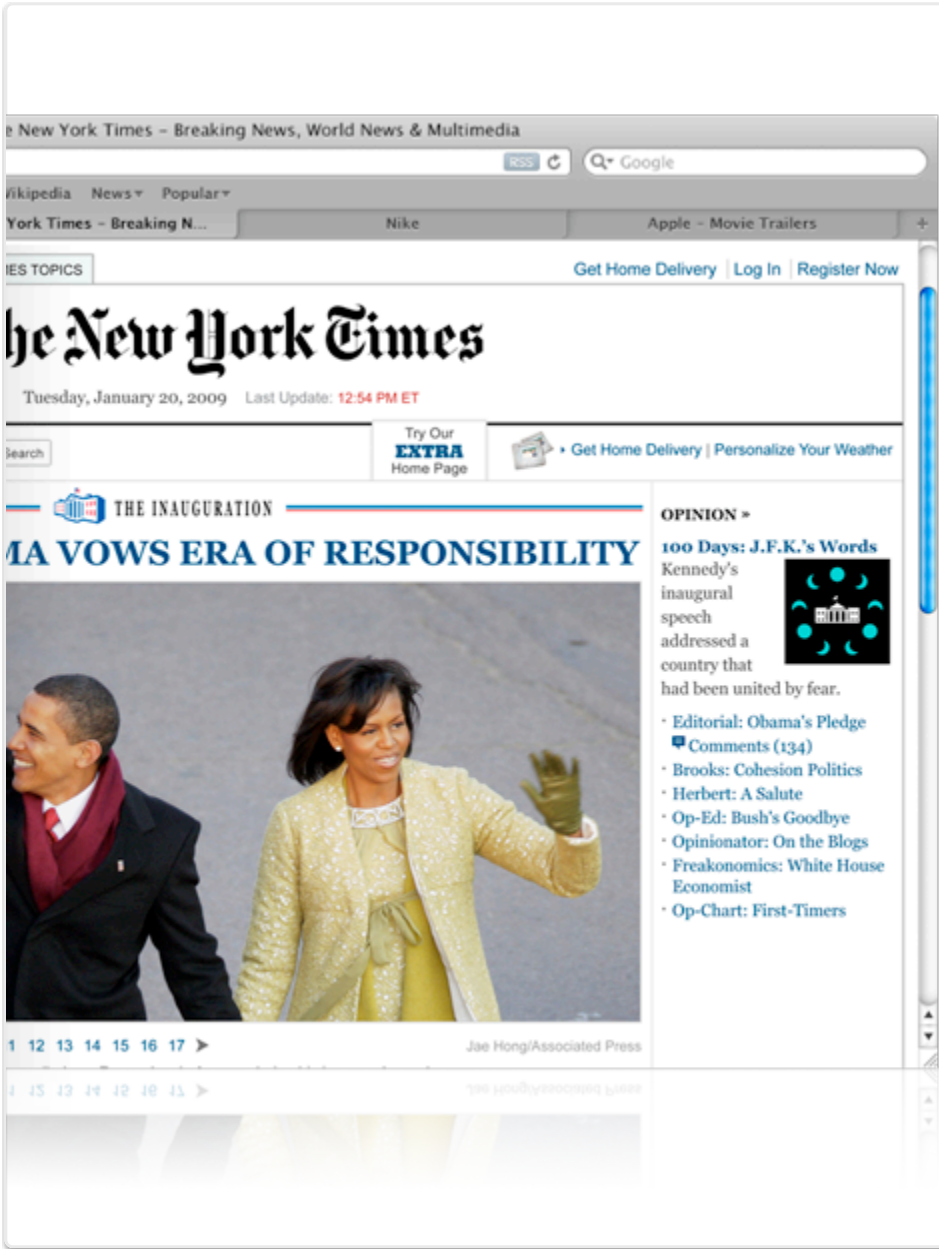 e New York Times – Breaking News, World News & Multimedia
RSS Google
Wikipedia News Popular
York Times – Breaking N... Nike Apple – Movie Trailers +
MES TOPICS
Get Home Delivery Log In Register Now
he New York Times
Tuesday, January 20, 2009 Last Update: 12:54 PM ET
Search
Try Our
EXTRA
Home Page
Get Home Delivery | Personalize Your Weather
THE INAUGURATION
MA VOWS ERA OF RESPONSIBILITY
1 12 13 14 15 16 17
Jae Hong/Associated Press
OPINION »
100 Days: J.F.K.'s Words
Kennedy's
inaugural
speech
addressed a
country that
had been united by fear.
· Editorial: Obama's Pledge
Comments (134)
· Brooks: Cohesion Politics
· Herbert: A Salute
· Op-Ed: Bush's Goodbye
· Opinionator: On the Blogs
· Freakonomics: White House
Economist
· Op-Chart: First-Timers